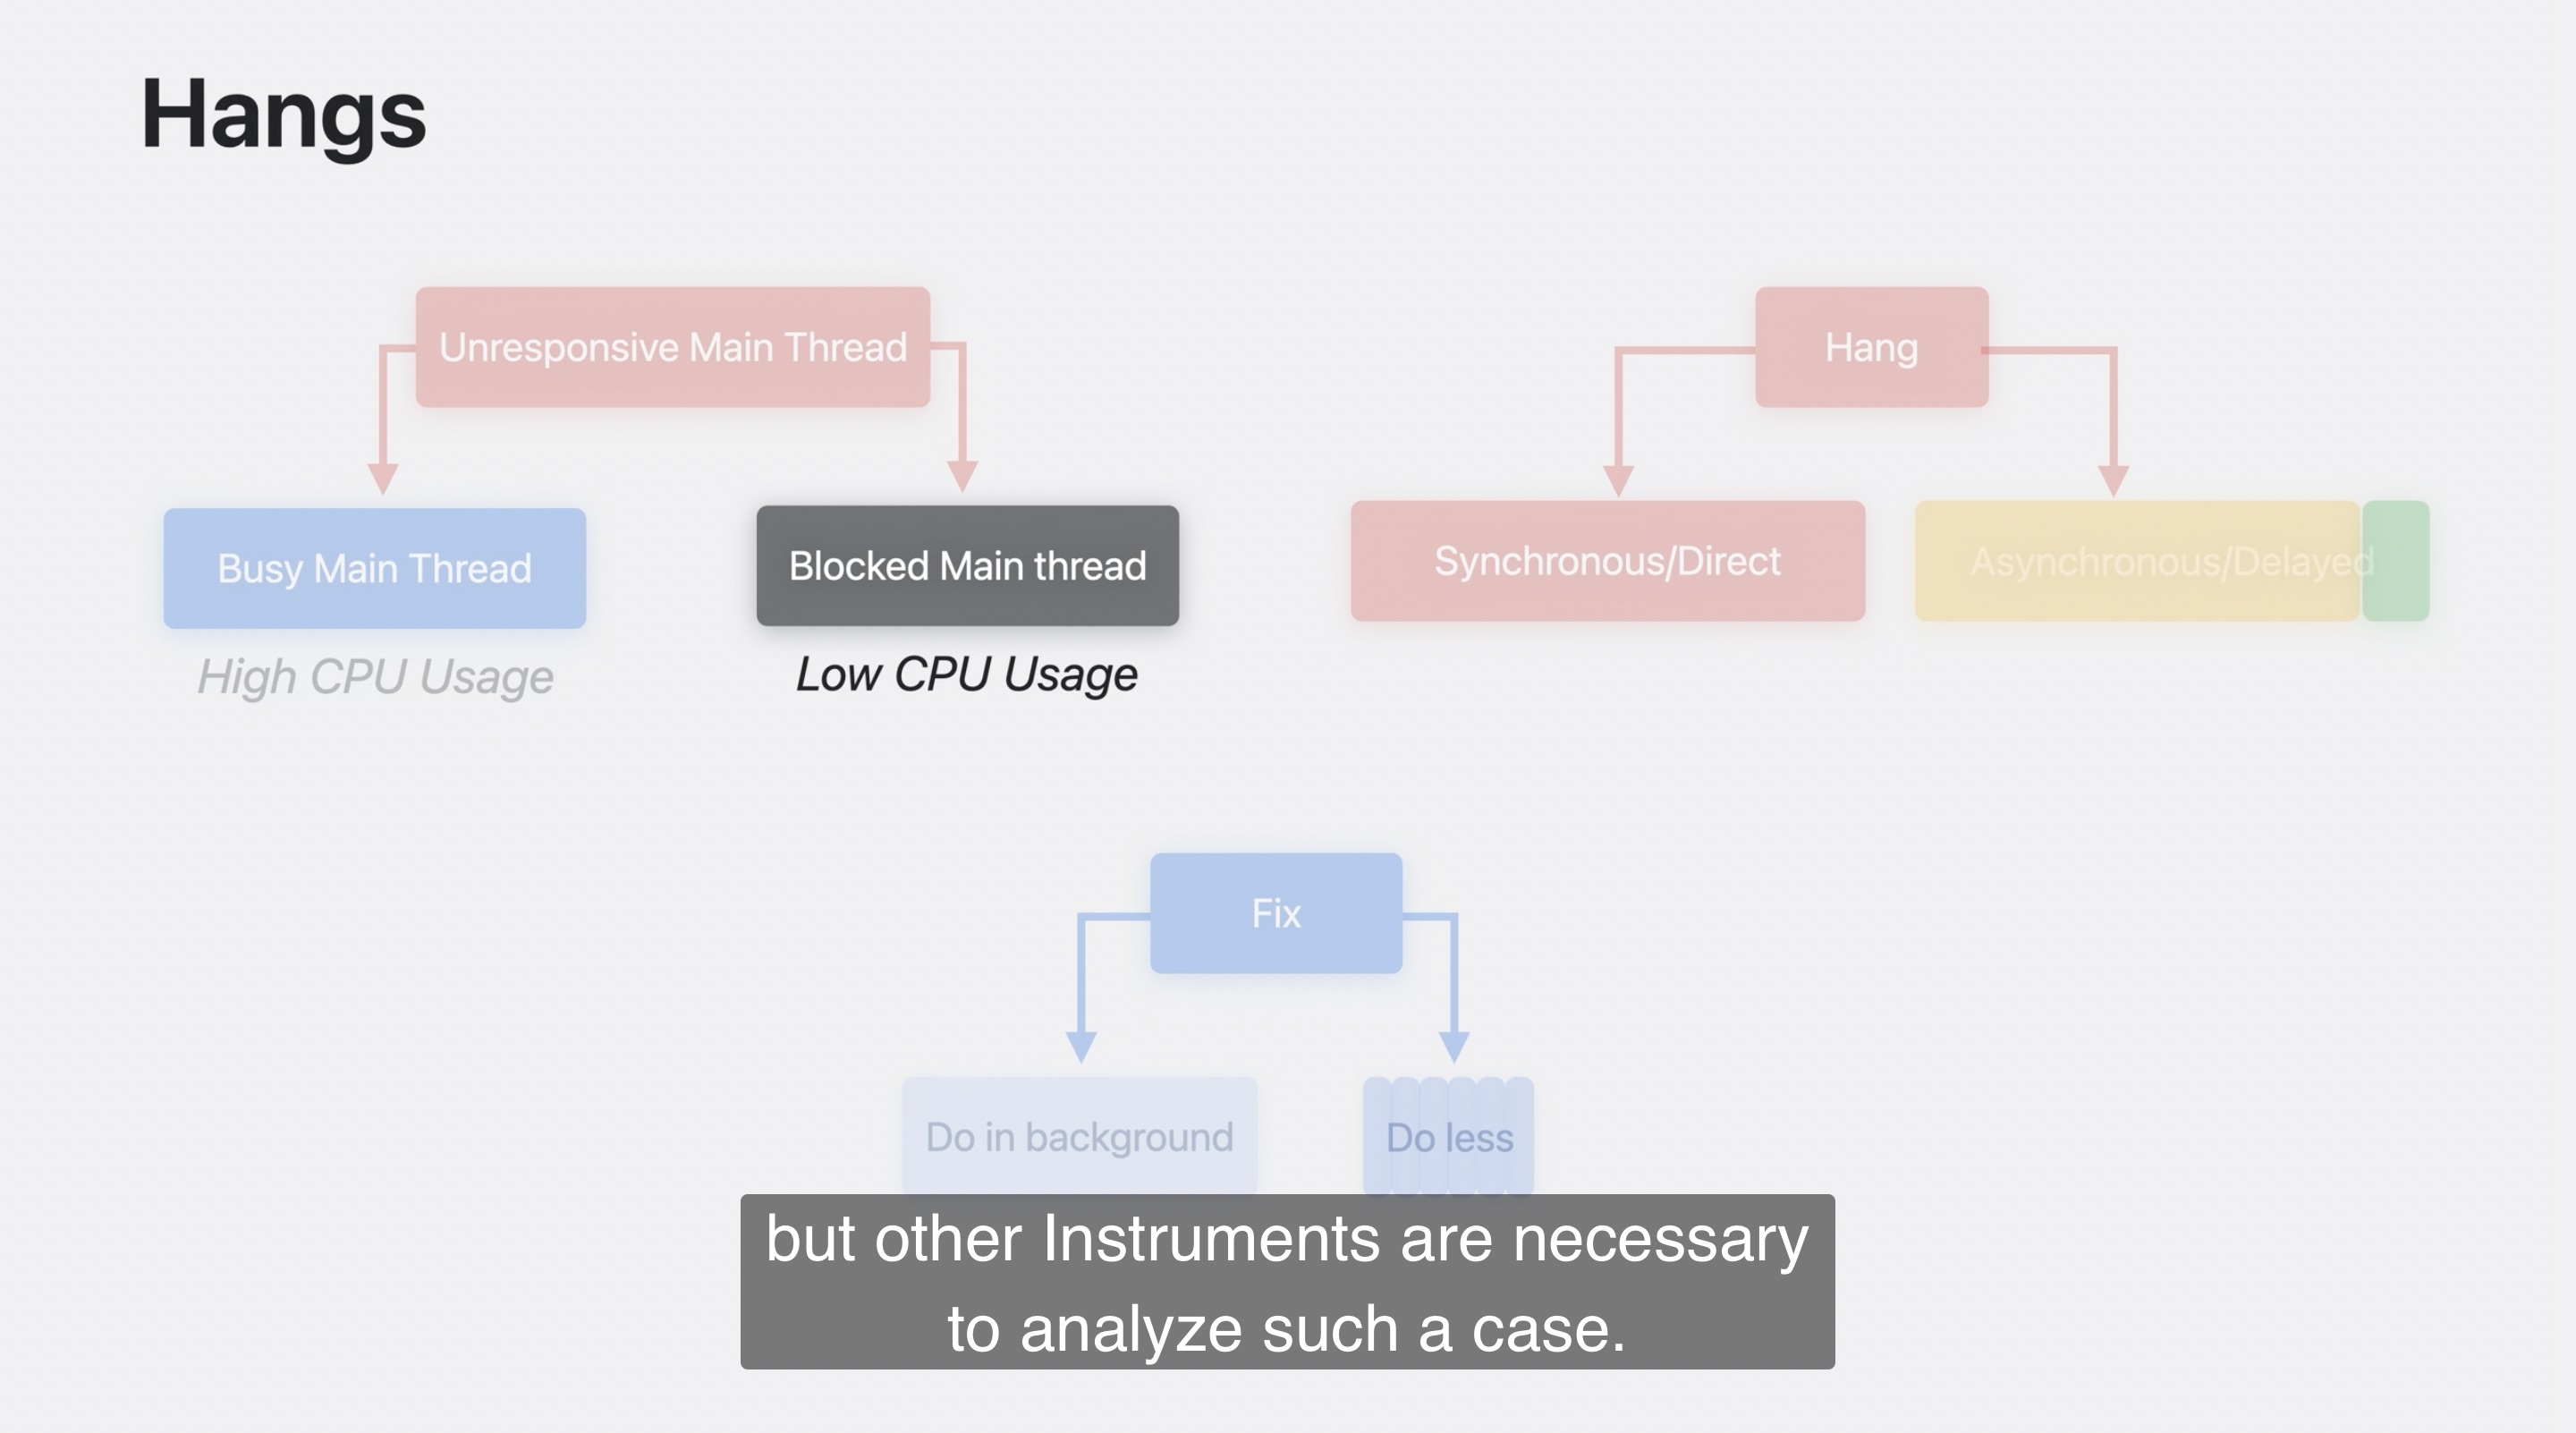 Hangs
Unresponsive Main Thread
Busy Main Thread
High CPU Usage
Blocked Main thread
Low CPU Usage
Hang
Synchronous/Direct
Asynchronous/Delayed
Fix
Do in background
Do less
but other Instruments are necessary
to analyze such a case.